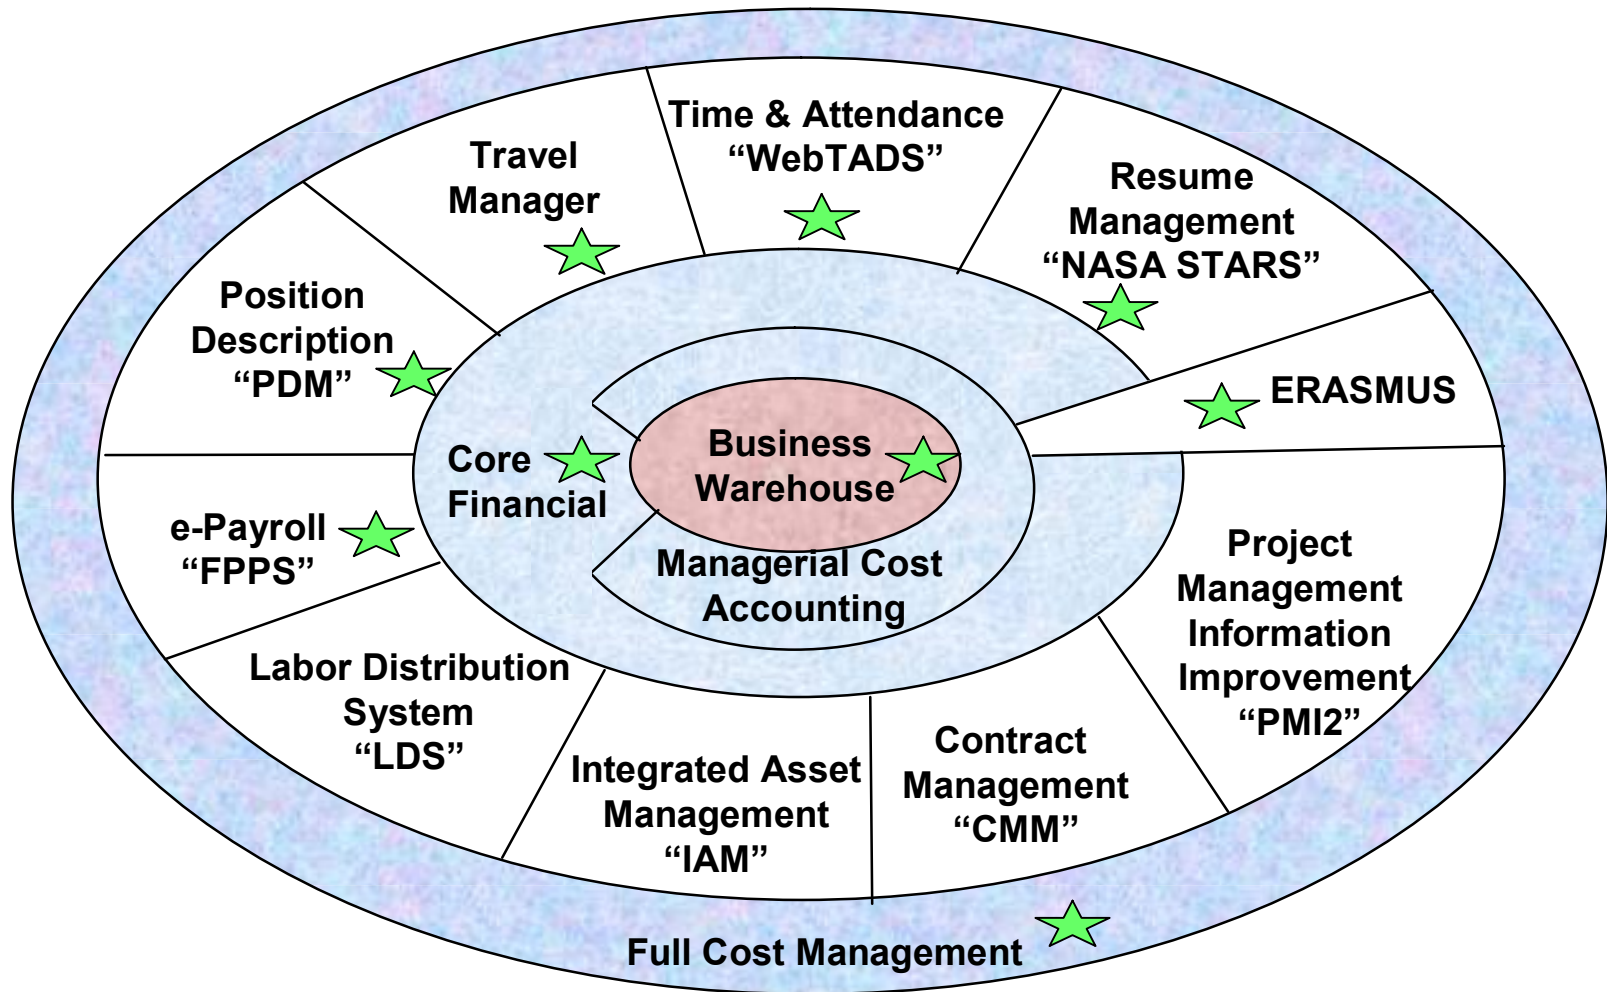 Time & Attendance
“WebTADS”
Travel
Manager
Resume
Management
“NASA STARS”
Position
Description
“PDM”
ERASMUS
Core
Financial
Business
Warehouse
Managerial Cost
Accounting
e-Payroll
“FPPS”
Project
Management
Information
Improvement
“PMI2”
Labor Distribution
System
“LDS”
Integrated Asset
Management
“IAM”
Contract
Management
“CMM”
Full Cost Management